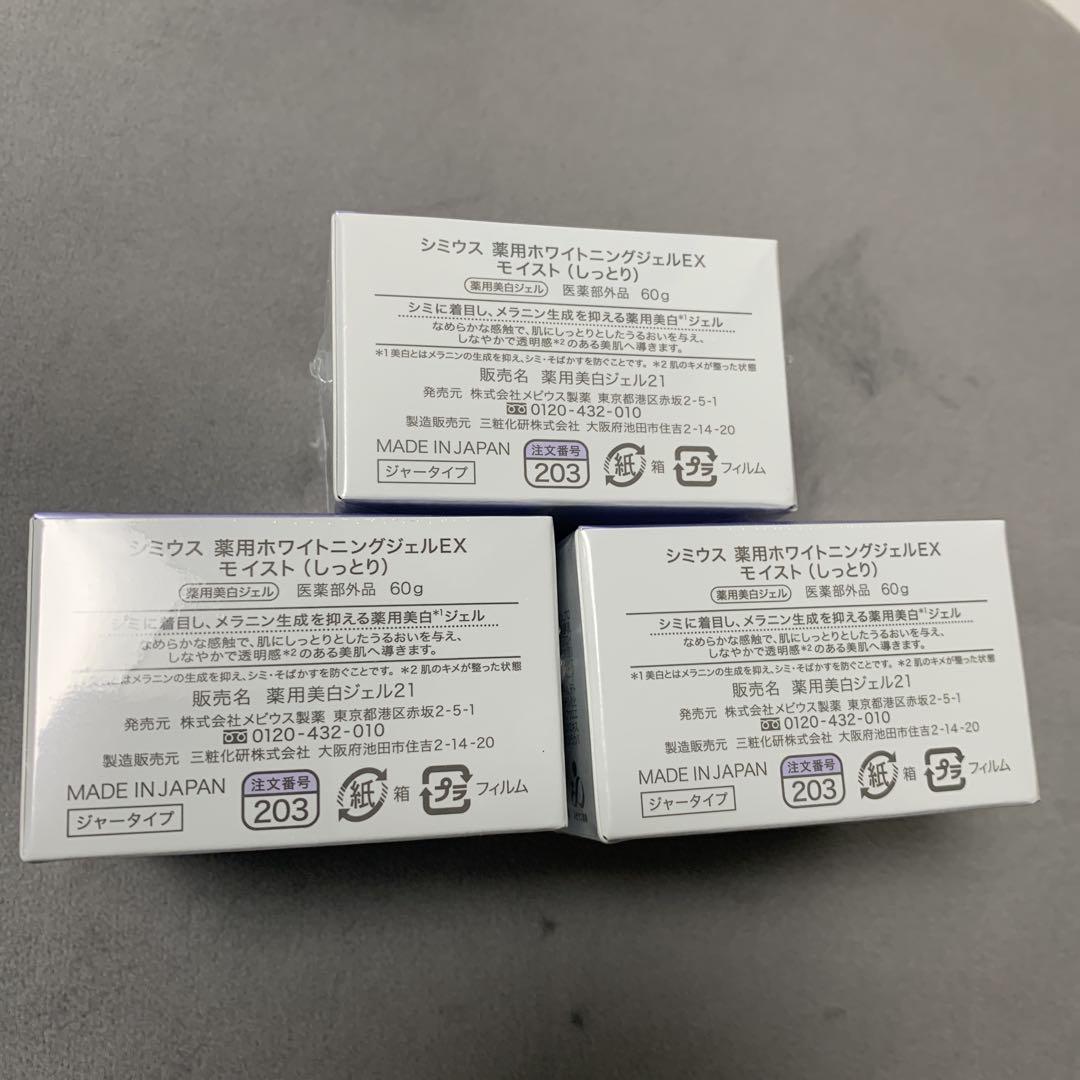 シミウス 薬用ホワイトニングジェルEX
モイスト(しっとり)
薬用美白ジェル 医薬部外品 60g
シミに着目し、メラニン生成を抑える薬用美白*1ジェル
なめらかな感触で、肌にしっとりとしたうるおいを与え、
しなやかで透明感*2のある美肌へ導きます。
*1美白とはメラニンの生成を抑え、シミ・そばかすを防ぐことです。 *2 肌のキメが整った状態
販売名 薬用美白ジェル21
発売元 株式会社メビウス製薬 東京都港区赤坂2-5-1
0120-432-010
製造販売元 三粧化研株式会社 大阪府池田市住吉2-14-20
MADE IN JAPAN
ジャータイプ
注文番号
203
紙 箱
プラ フィルム
シミウス 薬用ホワイトニングジェルEX
モイスト(しっとり)
薬用美白ジェル 医薬部外品 60g
シミに着目し、メラニン生成を抑える薬用美白*1ジェル
なめらかな感触で、肌にしっとりとしたうるおいを与え、
しなやかで透明感*2のある美肌へ導きます。
とはメラニンの生成を抑え、シミ・そばかすを防ぐことです。 *2 肌のキメが整った状態
販売名 薬用美白ジェル21
発売元 株式会社メビウス製薬 東京都港区赤坂2-5-1
0120-432-010
製造販売元 三粧化研株式会社 大阪府池田市住吉2-14-20
MADE IN JAPAN
ジャータイプ
注文番号
203
紙 箱
プラ フィルム
シミウス 薬用ホワイトニングジェルEX
モイスト(しっとり)
薬用美白ジェル 医薬部外品 60g
シミに着目し、メラニン生成を抑える薬用美白*1ジェル
なめらかな感触で、肌にしっとりとしたうるおいを与え、
しなやかで透明感*2のある美肌へ導きます。
*1美白とはメラニンの生成を抑え、シミ・そばかすを防ぐことです。 *2 肌のキメが整った状態
販売名 薬用美白ジェル21
発売元 株式会社メビウス製薬 東京都港区赤坂2-5-1
0120-432-010
製造販売元 三粧化研株式会社 大阪府池田市住吉2-14-20
MADE IN JAPAN
ジャータイプ
注文番号
203
紙 箱
プラ フィルム